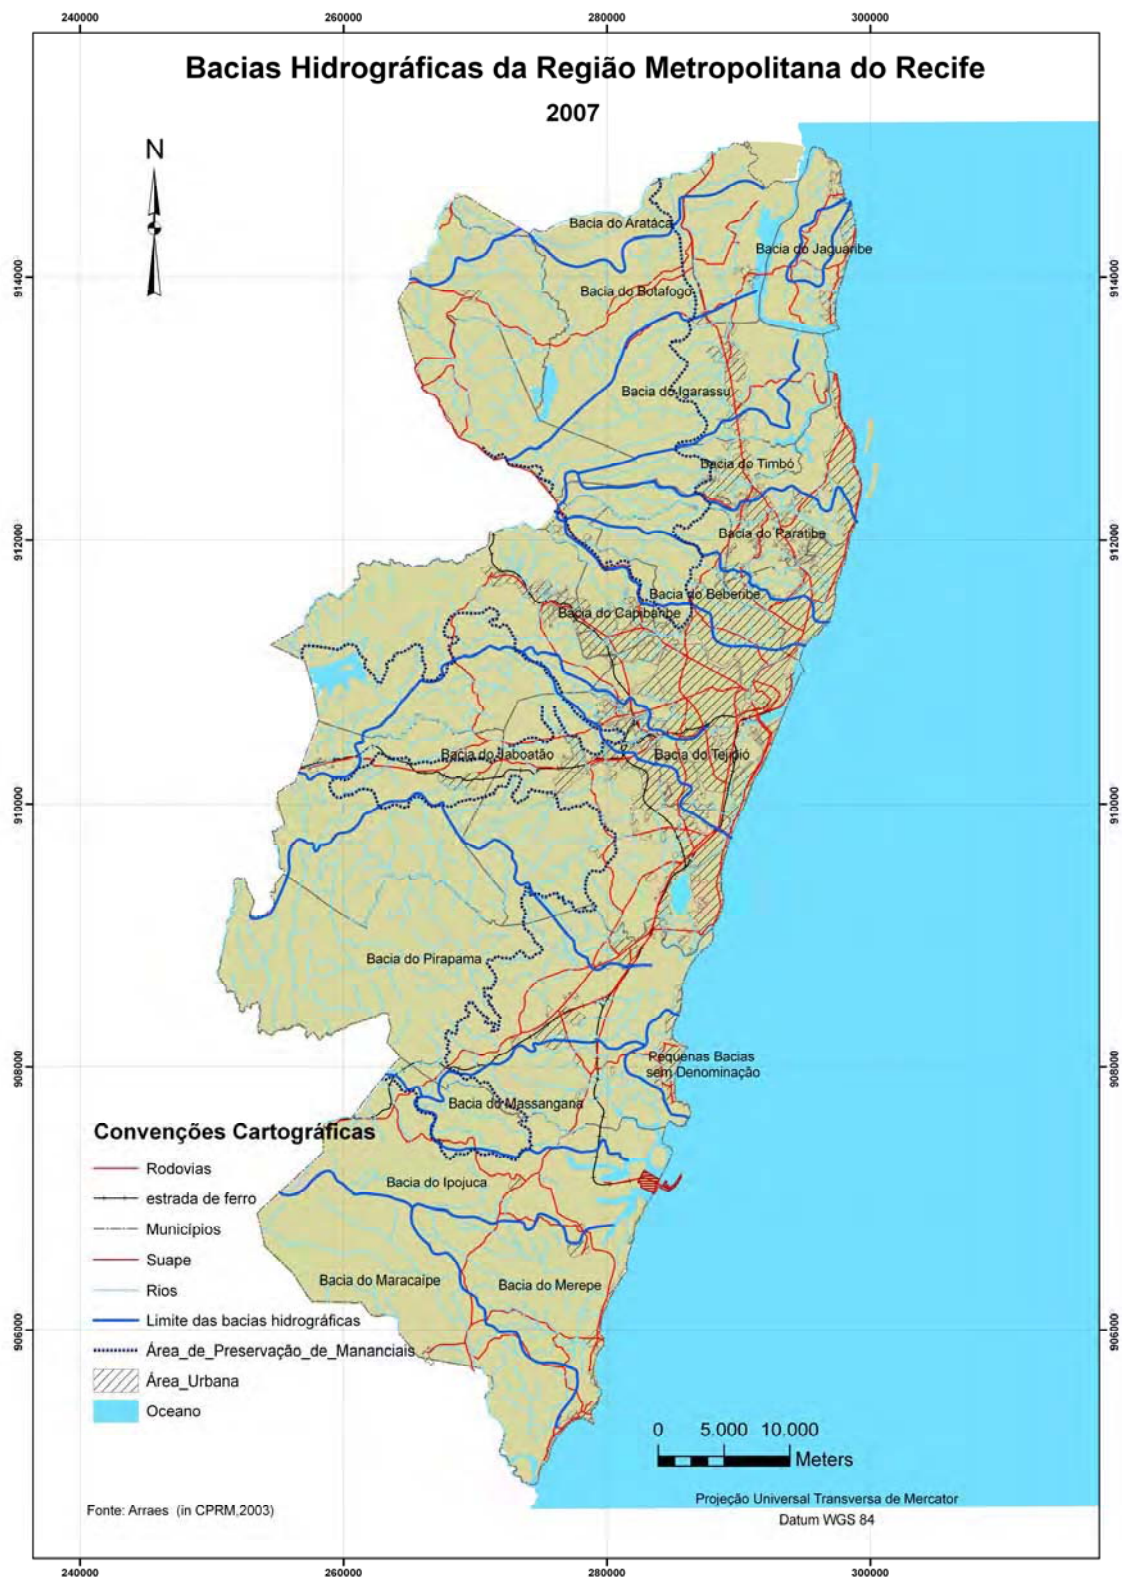 240000
260000
280000
300000
Bacias Hidrográficas da Região Metropolitana do Recife
2007
N
Bacia do Aratáca
Bacia do Jaguaribe
914000
914000
Bacia do Botafogo
Bacia do Igarassu
Bacia do Timbó
Bacia do Paratibe
912000
912000
Bacia do Beberibe
Bacia do Capibaribe
Bacia do Jaboatão
Bacia do Tejipió
910000
910000
Bacia do Pirapama
Pequenas Bacias
sem Denominação
908000
908000
Bacia do Massangana
Convenções Cartográficas
Rodovias
estrada de ferro
Municípios
Suape
Rios
Limite das bacias hidrográficas
Área_de_Preservação_de_Mananciais
Área_Urbana
Oceano
Bacia do Ipojuca
Bacia do Maracaípe
Bacia do Merepe
906000
906000
0 5.000 10.000
Meters
Fonte: Arraes (in CPRM,2003)
Projeção Universal Transversa de Mercator
Datum WGS 84
240000
260000
280000
300000